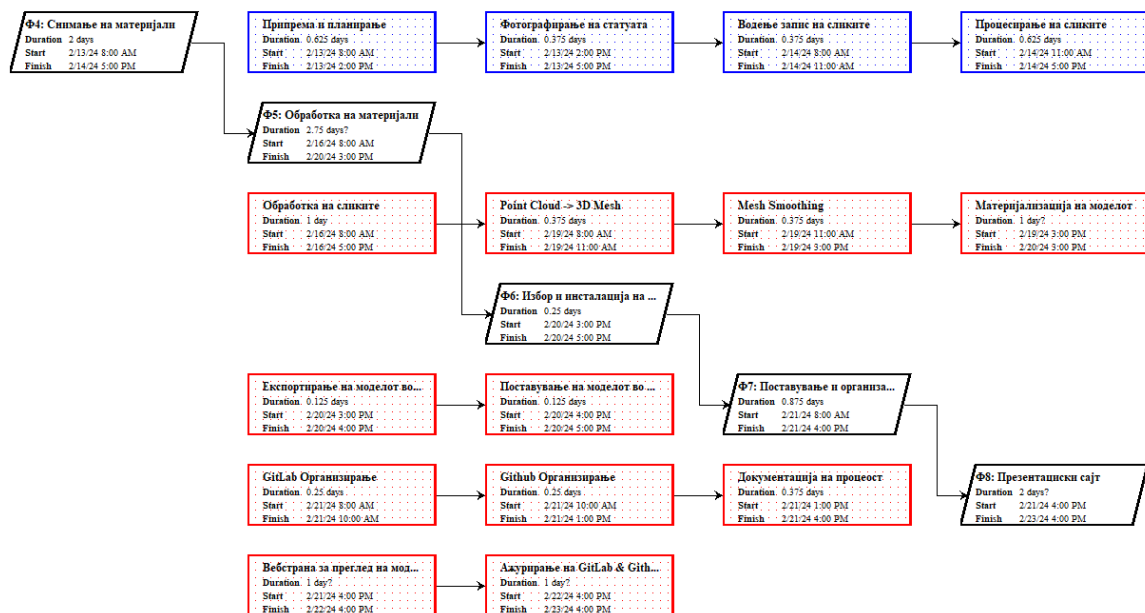 Ф4: Снимање на материјали
Duration 2 days
Start 2/13/24 8:00 AM
Finish 2/14/24 5:00 PM
Припрема и планирање
Duration 0.625 days
Start 2/13/24 8:00 AM
Finish 2/13/24 2:00 PM
Фотографирање на статуата
Duration 0.375 days
Start 2/13/24 2:00 PM
Finish 2/13/24 5:00 PM
Водење запис на сликите
Duration 0.375 days
Start 2/14/24 8:00 AM
Finish 2/14/24 11:00 AM
Процесирање на сликите
Duration 0.625 days
Start 2/14/24 11:00 AM
Finish 2/14/24 5:00 PM
Ф5: Обработка на материјали
Duration 2.75 days?
Start 2/16/24 8:00 AM
Finish 2/20/24 3:00 PM
Обработка на сликите
Duration 1 day
Start 2/16/24 8:00 AM
Finish 2/16/24 5:00 PM
Point Cloud -> 3D Mesh
Duration 0.375 days
Start 2/19/24 8:00 AM
Finish 2/19/24 11:00 AM
Mesh Smoothing
Duration 0.375 days
Start 2/19/24 11:00 AM
Finish 2/19/24 3:00 PM
Материјализација на моделот
Duration 1 day?
Start 2/19/24 3:00 PM
Finish 2/20/24 3:00 PM
Ф6: Избор и инсталација на ...
Duration 0.25 days
Start 2/20/24 3:00 PM
Finish 2/20/24 5:00 PM
Експортирање на моделот во...
Duration 0.125 days
Start 2/20/24 3:00 PM
Finish 2/20/24 4:00 PM
Поставување на моделот во ...
Duration 0.125 days
Start 2/20/24 4:00 PM
Finish 2/20/24 5:00 PM
Ф7: Поставување и организа...
Duration 0.875 days
Start 2/21/24 8:00 AM
Finish 2/21/24 4:00 PM
GitLab Организирање
Duration 0.25 days
Start 2/21/24 8:00 AM
Finish 2/21/24 10:00 AM
Github Организирање
Duration 0.25 days
Start 2/21/24 10:00 AM
Finish 2/21/24 1:00 PM
Документација на процеост
Duration 0.375 days
Start 2/21/24 1:00 PM
Finish 2/21/24 4:00 PM
Ф8: Презентациски сајт
Duration 2 days?
Start 2/21/24 4:00 PM
Finish 2/23/24 4:00 PM
Вебстрана за преглед на мод...
Duration 1 day?
Start 2/21/24 4:00 PM
Finish 2/22/24 4:00 PM
Ажурирање на GitLab & Gith...
Duration 1 day?
Start 2/22/24 4:00 PM
Finish 2/23/24 4:00 PM